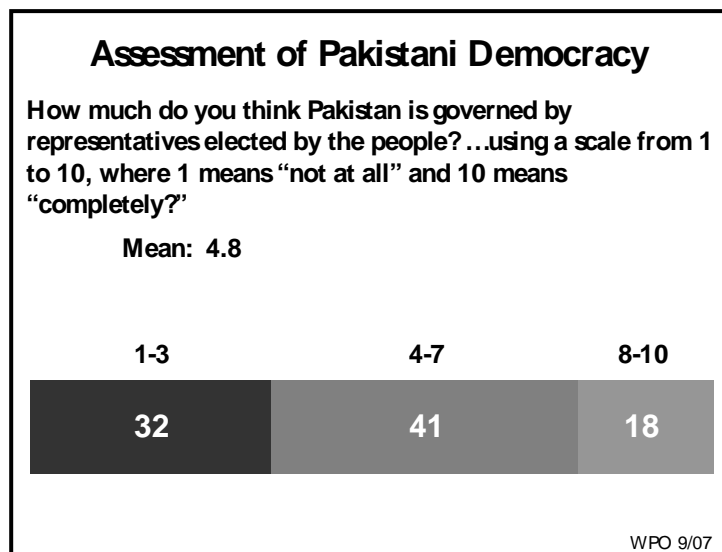 Assessment of Pakistani Democracy
How much do you think Pakistan is governed by
representatives elected by the people? …using a scale from 1
to 10, where 1 means “not at all” and 10 means
“completely?”
Mean: 4.8
1-3 4-7 8-10
32 41 18
WPO 9/07